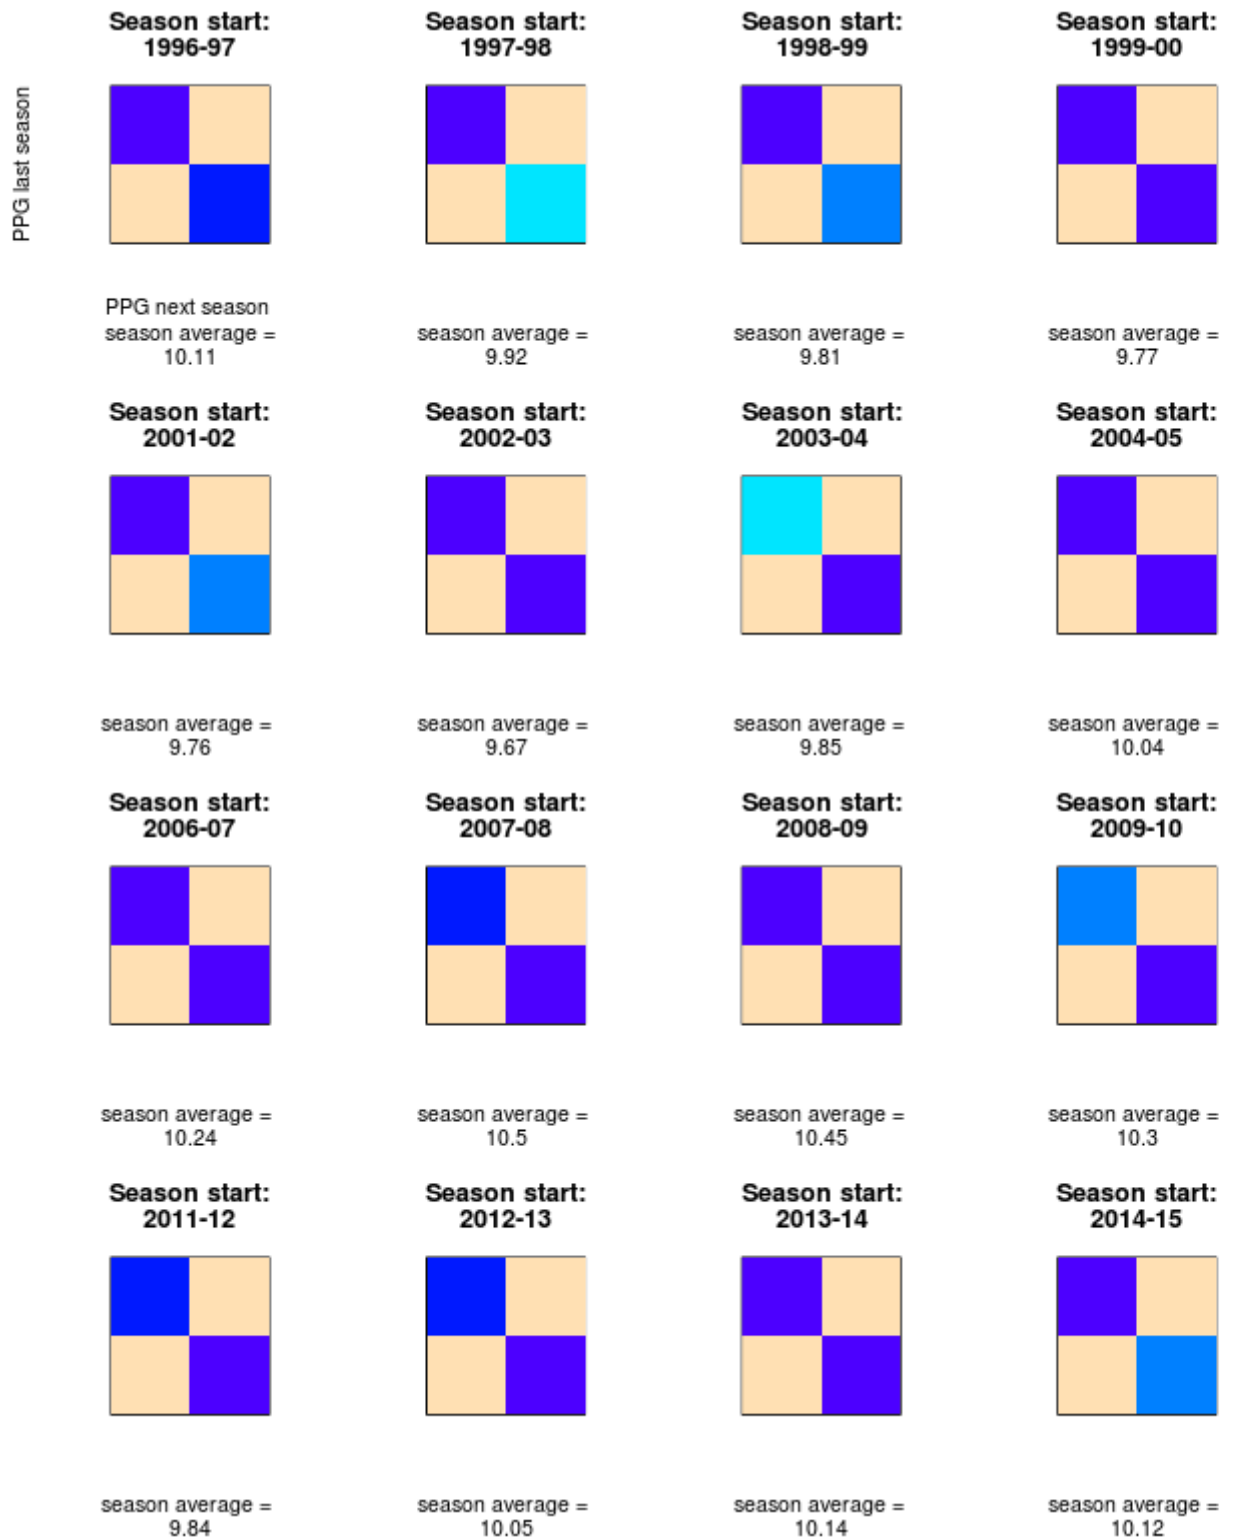 Season start:
1996-97
Season start:
1997-98
Season start:
1998-99
Season start:
1999-00
PPG last season
PPG next season
season average =
10.11
season average =
9.92
season average =
9.81
season average =
9.77
Season start:
2001-02
Season start:
2002-03
Season start:
2003-04
Season start:
2004-05
season average =
9.76
season average =
9.67
season average =
9.85
season average =
10.04
Season start:
2006-07
Season start:
2007-08
Season start:
2008-09
Season start:
2009-10
season average =
10.24
season average =
10.5
season average =
10.45
season average =
10.3
Season start:
2011-12
Season start:
2012-13
Season start:
2013-14
Season start:
2014-15
season average =
9.84
season average =
10.05
season average =
10.14
season average =
10.12